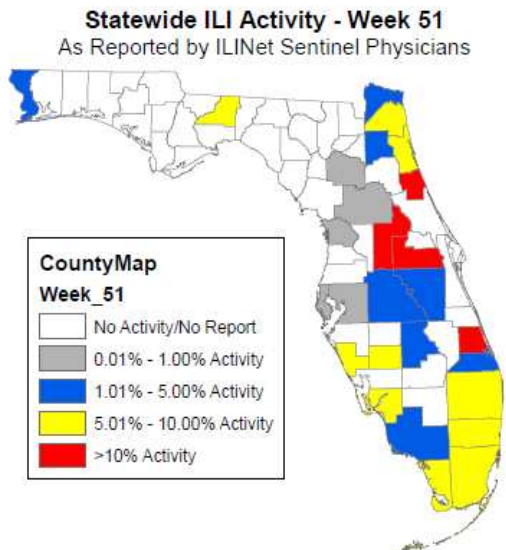 Statewide ILI Activity - Week 51
As Reported by ILINet Sentinel Physicians
CountyMap
Week_51
No Activity/No Report
0.01% - 1.00% Activity
1.01% - 5.00% Activity
5.01% - 10.00% Activity
>10% Activity